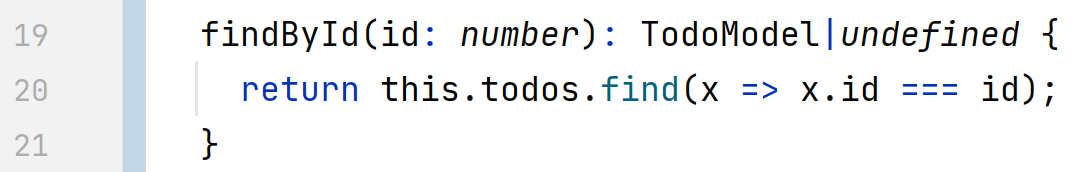 19 findById(id: number): TodoModel|undefined {
20 return this.todos.find(x => x.id === id);
21 }